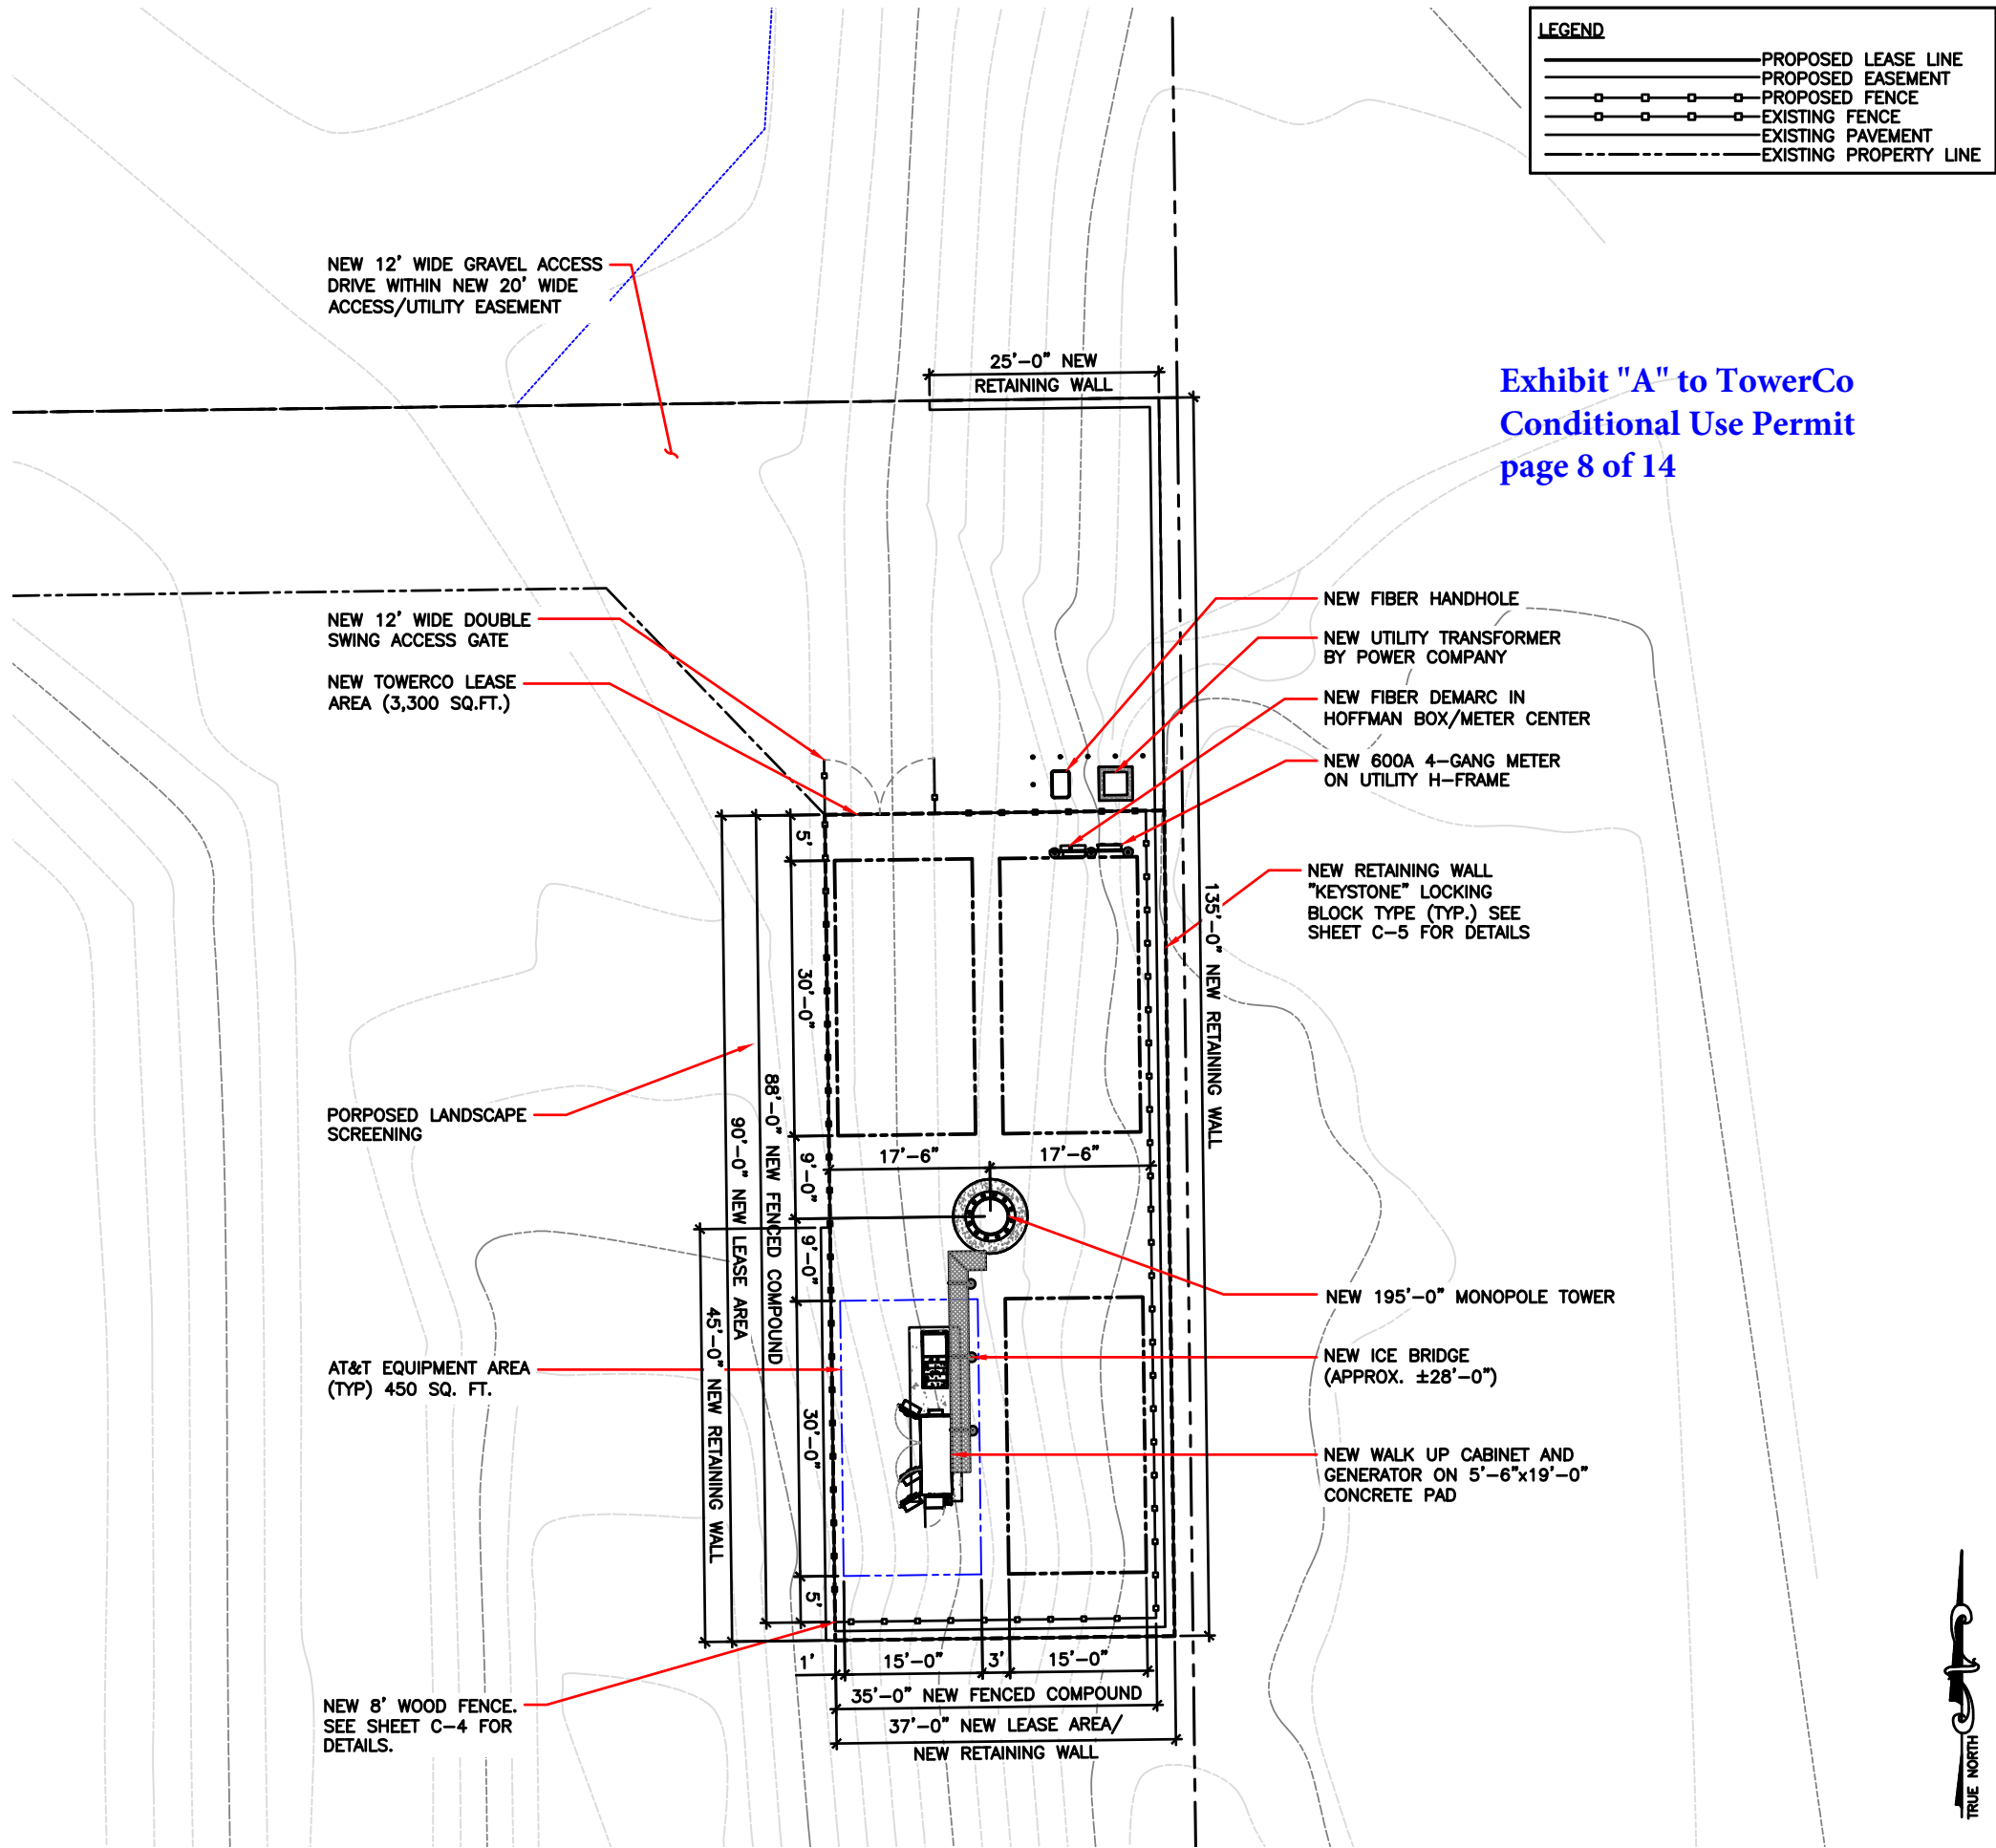 LEGEND
PROPOSED LEASE LINE
PROPOSED EASEMENT
PROPOSED FENCE
EXISTING FENCE
EXISTING PAVEMENT
EXISTING PROPERTY LINE
NEW 12' WIDE GRAVEL ACCESS
DRIVE WITHIN NEW 20' WIDE
ACCESS/UTILITY EASEMENT
25'-0" NEW
RETAINING WALL
Exhibit "A" to TowerCo
Conditional Use Permit
page 8 of 14
NEW 12' WIDE DOUBLE
SWING ACCESS GATE
NEW TOWERCO LEASE
AREA (3,300 SQ.FT.)
NEW FIBER HANDHOLE
NEW UTILITY TRANSFORMER
BY POWER COMPANY
NEW FIBER DEMARC IN
HOFFMAN BOX/METER CENTER
NEW 600A 4-GANG METER
ON UTILITY H-FRAME
NEW RETAINING WALL
"KEYSTONE" LOCKING
BLOCK TYPE (TYP.) SEE
SHEET C-5 FOR DETAILS
5'
30'-0"
135'-0" NEW RETAINING WALL
PORPOSED LANDSCAPE
SCREENING
88'-0" NEW FENCED COMPOUND
90'-0" NEW LEASE AREA
45'-0" NEW RETAINING WALL
9'-0"
17'-6"
17'-6"
9'-0"
30'-0"
5'
NEW 195'-0" MONOPOLE TOWER
AT&T EQUIPMENT AREA
(TYP) 450 SQ. FT.
NEW ICE BRIDGE
(APPROX. ±28'-0")
NEW WALK UP CABINET AND
GENERATOR ON 5'-6"x19'-0"
CONCRETE PAD
NEW 8' WOOD FENCE.
SEE SHEET C-4 FOR
DETAILS.
1'
15'-0"
3'
15'-0"
35'-0" NEW FENCED COMPOUND
37'-0" NEW LEASE AREA/
NEW RETAINING WALL
TRUE NORTH